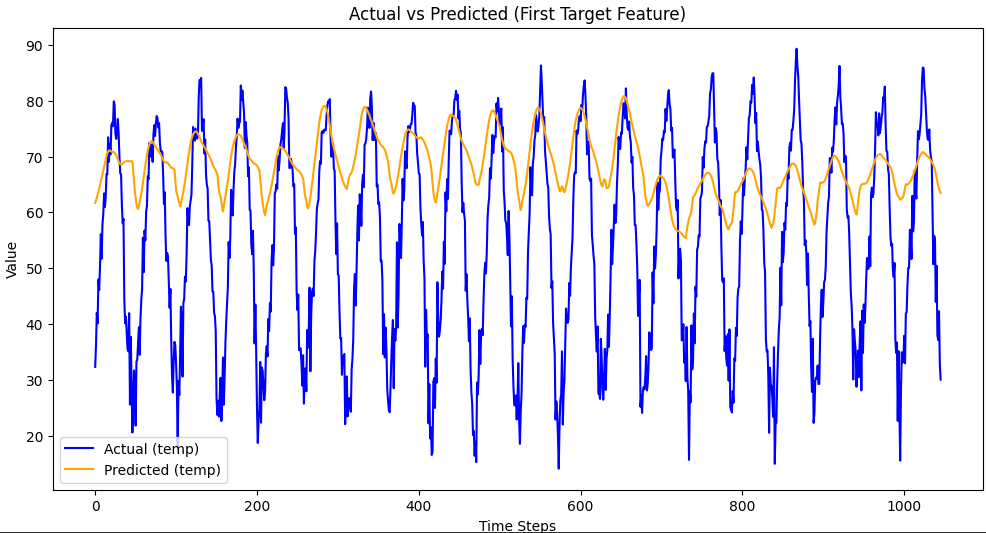 Actual vs Predicted (First Target Feature)
90
80
70
60
50
40
30
20
Value
Actual (temp)
Predicted (temp)
0
200
400
600
800
1000
Time Steps